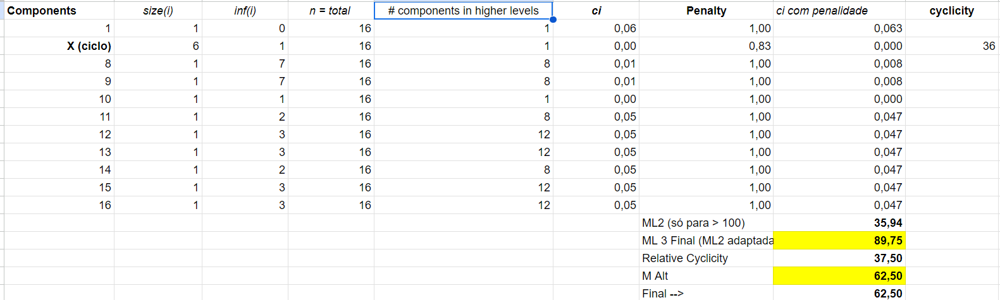 Components size(i) inf(i) n = total # components in higher levels ci Penalty ci com penalidade cyclicity
1 1 0 16 1 0,06 1,00 0,063
X (ciclo) 6 1 16 1 0,00 0,83 0,000 36
8 1 7 16 8 0,01 1,00 0,008
9 1 7 16 8 0,01 1,00 0,008
10 1 1 16 1 0,00 1,00 0,000
11 1 2 16 8 0,05 1,00 0,047
12 1 3 16 12 0,05 1,00 0,047
13 1 3 16 12 0,05 1,00 0,047
14 1 2 16 8 0,05 1,00 0,047
15 1 3 16 12 0,05 1,00 0,047
16 1 3 16 12 0,05 1,00 0,047
ML2 (só para > 100) 35,94
ML 3 Final (ML2 adaptada 89,75
Relative Cyclicity 37,50
M Alt 62,50
Final --> 62,50